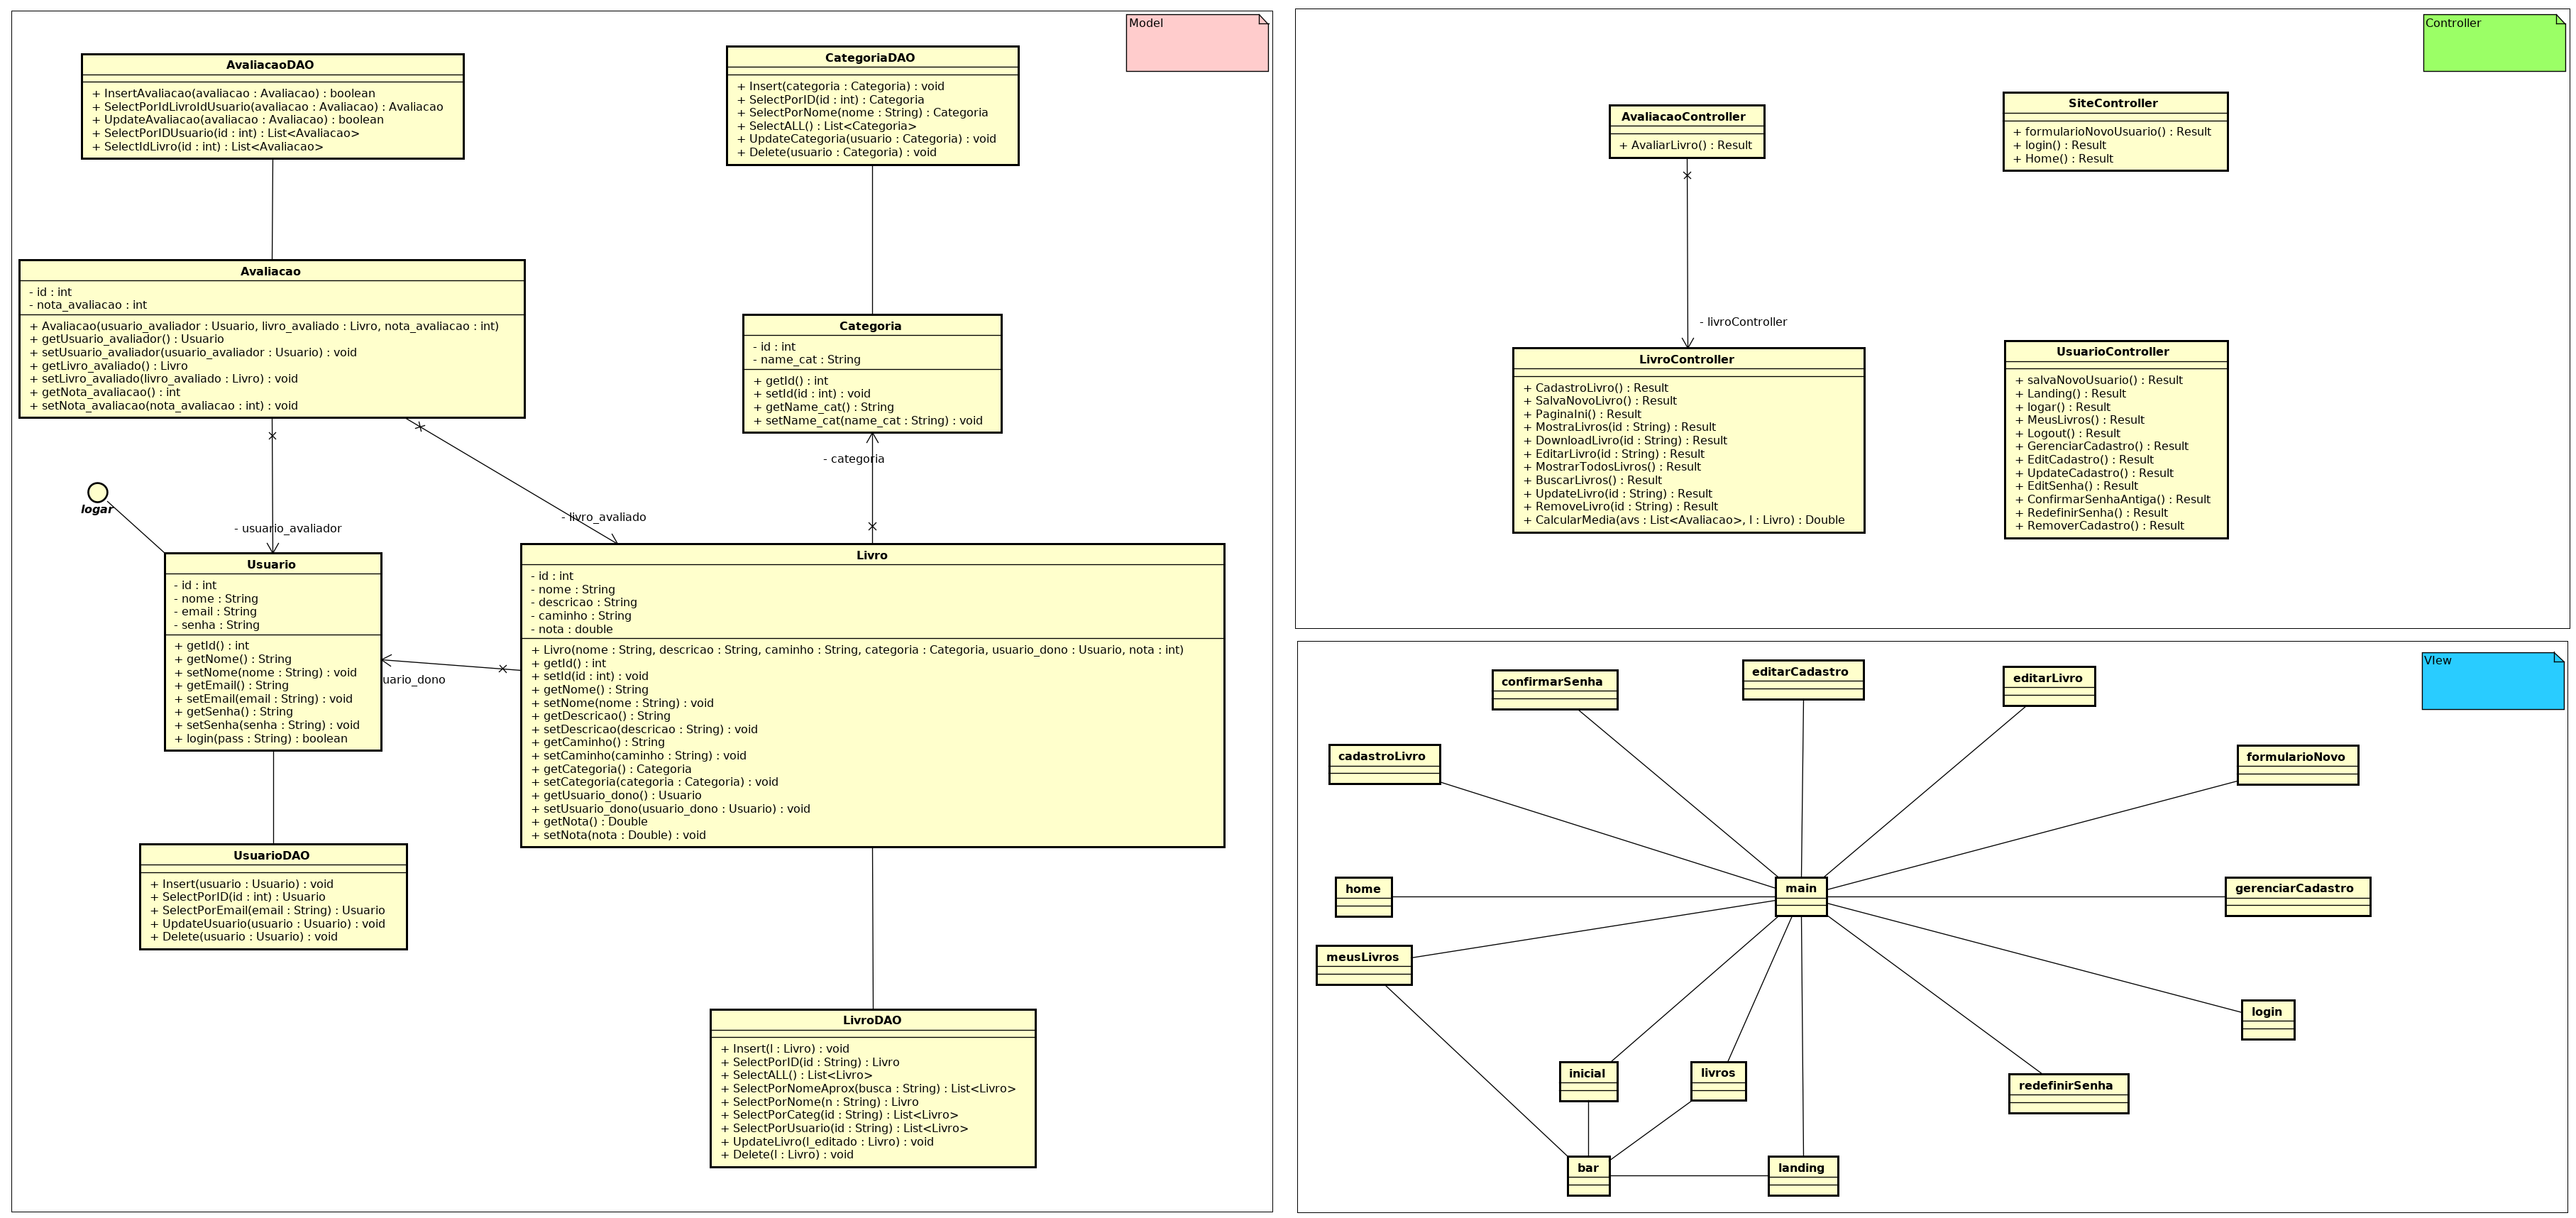 Model
AvaliacaoDAO
+ InsertAvaliacao(avaliacao : Avaliacao) : boolean
+ SelectPorIdLivroIdUsuario(avaliacao : Avaliacao) : Avaliacao
+ UpdateAvaliacao(avaliacao : Avaliacao) : boolean
+ SelectPorIDUsuario(id : int) : List<Avaliacao>
+ SelectIdLivro(id : int) : List<Avaliacao>
CategoriaDAO
+ Insert(categoria : Categoria) : void
+ SelectPorID(id : int) : Categoria
+ SelectPorNome(nome : String) : Categoria
+ SelectALL() : List<Categoria>
+ UpdateCategoria(usuario : Categoria) : void
+ Delete(usuario : Categoria) : void
Avaliacao
- id : int
- nota_avaliacao : int
+ Avaliacao(usuario_avaliador : Usuario, livro_avaliado : Livro, nota_avaliacao : int)
+ getUsuario_avaliador() : Usuario
+ setUsuario_avaliador(usuario_avaliador : Usuario) : void
+ getLivro_avaliado() : Livro
+ setLivro_avaliado(livro_avaliado : Livro) : void
+ getNota_avaliacao() : int
+ setNota_avaliacao(nota_avaliacao : int) : void
Categoria
- id : int
- name_cat : String
+ getId() : int
+ setId(id : int) : void
+ getName_cat() : String
+ setName_cat(name_cat : String) : void
- categoria
logar
- usuario_avaliador
- livro_avaliado
Usuario
- id : int
- nome : String
- email : String
- senha : String
+ getId() : int
+ getNome() : String
+ setNome(nome : String) : void
+ getEmail() : String
+ setEmail(email : String) : void
+ getSenha() : String
+ setSenha(senha : String) : void
+ login(pass : String) : boolean
uario_dono
Livro
- id : int
- nome : String
- descricao : String
- caminho : String
- nota : double
+ Livro(nome : String, descricao : String, caminho : String, categoria : Categoria, usuario_dono : Usuario, nota : int)
+ getId() : int
+ setId(id : int) : void
+ getNome() : String
+ setNome(nome : String) : void
+ getDescricao() : String
+ setDescricao(descricao : String) : void
+ getCaminho() : String
+ setCaminho(caminho : String) : void
+ getCategoria() : Categoria
+ setCategoria(categoria : Categoria) : void
+ getUsuario_dono() : Usuario
+ setUsuario_dono(usuario_dono : Usuario) : void
+ getNota() : Double
+ setNota(nota : Double) : void
UsuarioDAO
+ Insert(usuario : Usuario) : void
+ SelectPorID(id : int) : Usuario
+ SelectPorEmail(email : String) : Usuario
+ UpdateUsuario(usuario : Usuario) : void
+ Delete(usuario : Usuario) : void
LivroDAO
+ Insert(l : Livro) : void
+ SelectPorID(id : String) : Livro
+ SelectALL() : List<Livro>
+ SelectPorNomeAprox(busca : String) : List<Livro>
+ SelectPorNome(n : String) : Livro
+ SelectPorCateg(id : String) : List<Livro>
+ SelectPorUsuario(id : String) : List<Livro>
+ UpdateLivro(l_editado : Livro) : void
+ Delete(l : Livro) : void
Controller
AvaliacaoController
+ AvaliarLivro() : Result
SiteController
+ formularioNovoUsuario() : Result
+ login() : Result
+ Home() : Result
- livroController
LivroController
+ CadastroLivro() : Result
+ SalvaNovoLivro() : Result
+ PaginaIni() : Result
+ MostraLivros(id : String) : Result
+ DownloadLivro(id : String) : Result
+ EditarLivro(id : String) : Result
+ MostrarTodosLivros() : Result
+ BuscarLivros() : Result
+ UpdateLivro(id : String) : Result
+ RemoveLivro(id : String) : Result
+ CalcularMedia(avs : List<Avaliacao>, l : Livro) : Double
UsuarioController
+ salvaNovoUsuario() : Result
+ Landing() : Result
+ logar() : Result
+ MeusLivros() : Result
+ Logout() : Result
+ GerenciarCadastro() : Result
+ EditCadastro() : Result
+ UpdateCadastro() : Result
+ EditSenha() : Result
+ ConfirmarSenhaAntiga() : Result
+ RedefinirSenha() : Result
+ RemoverCadastro() : Result
VIew
confirmarSenha
editarCadastro
editarLivro
cadastroLivro
formularioNovo
home
main
gerenciarCadastro
meusLivros
login
inicial
livros
redefinirSenha
bar
landing